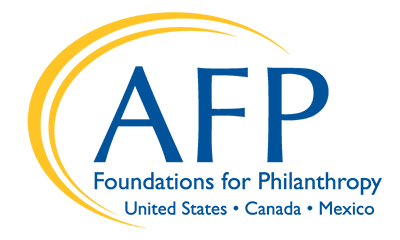 AFP
Foundations for Philanthropy
United States • Canada • Mexico